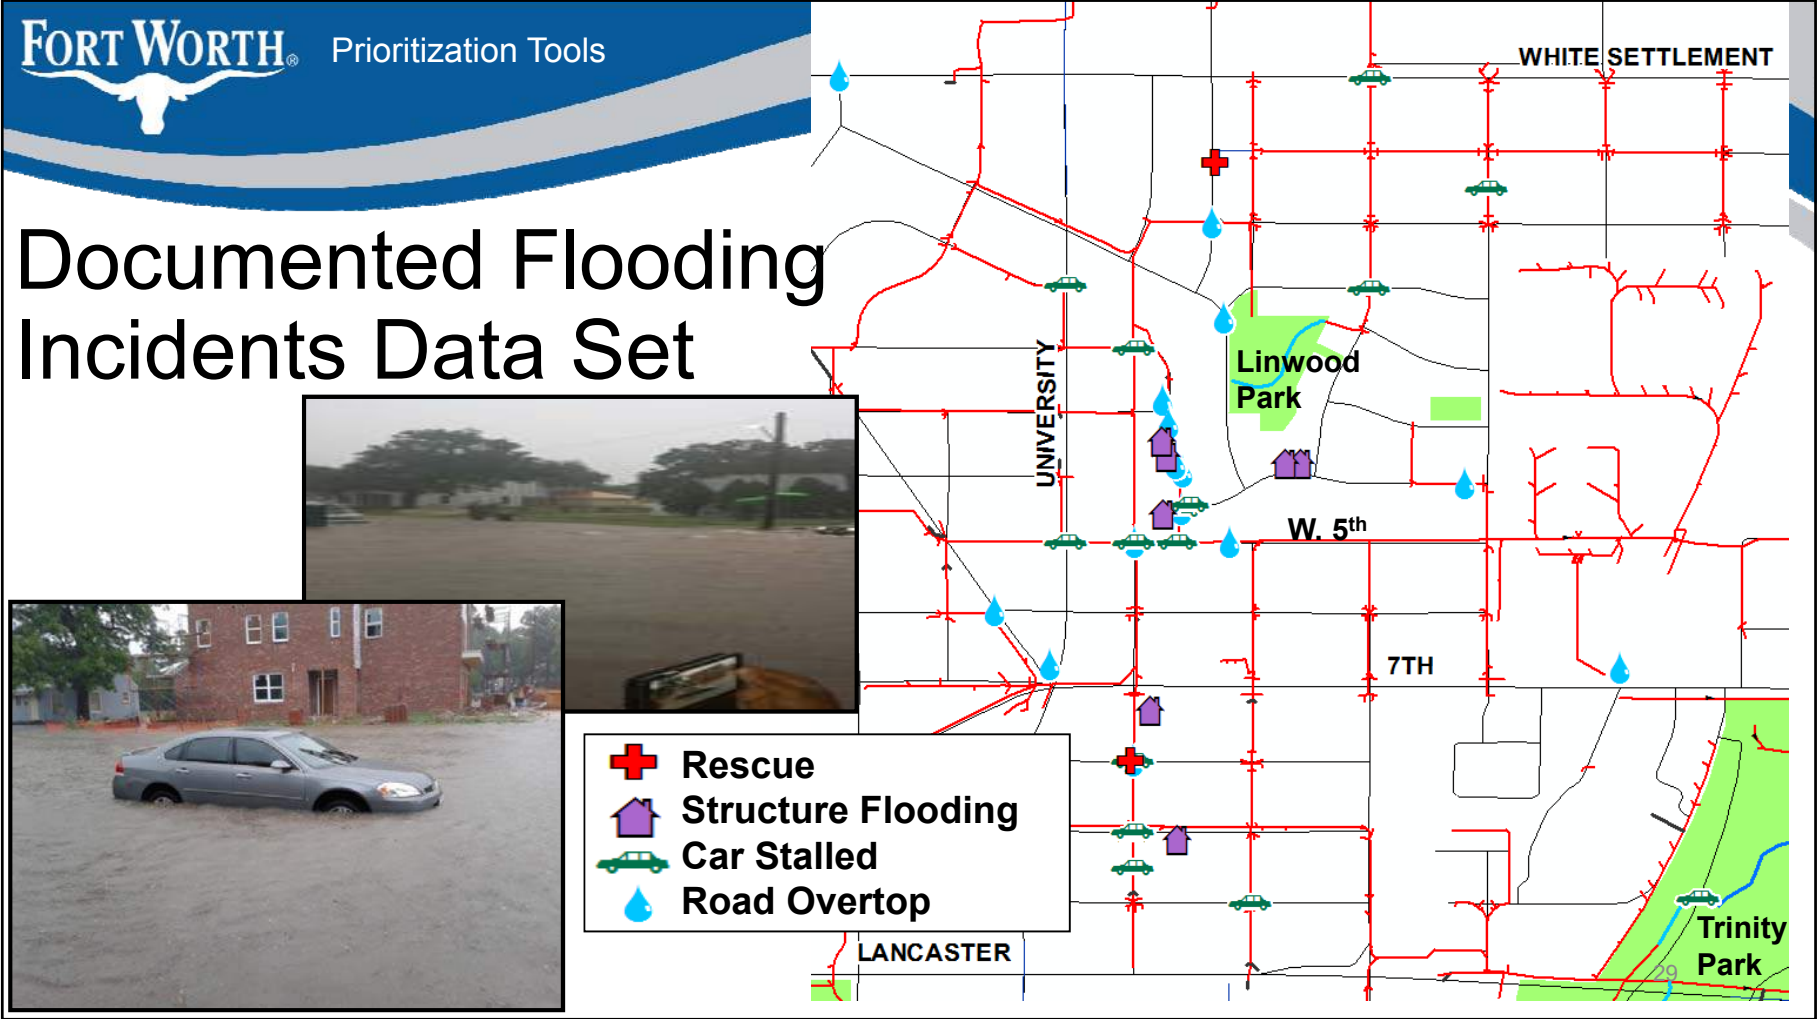 FORT WORTH®
Prioritization Tools
Documented Flooding
Incidents Data Set
WHITE SETTLEMENT
UNIVERSITY
Linwood
Park
W. 5th
7TH
Rescue
Structure Flooding
Car Stalled
Road Overtop
LANCASTER
Trinity
Park
29